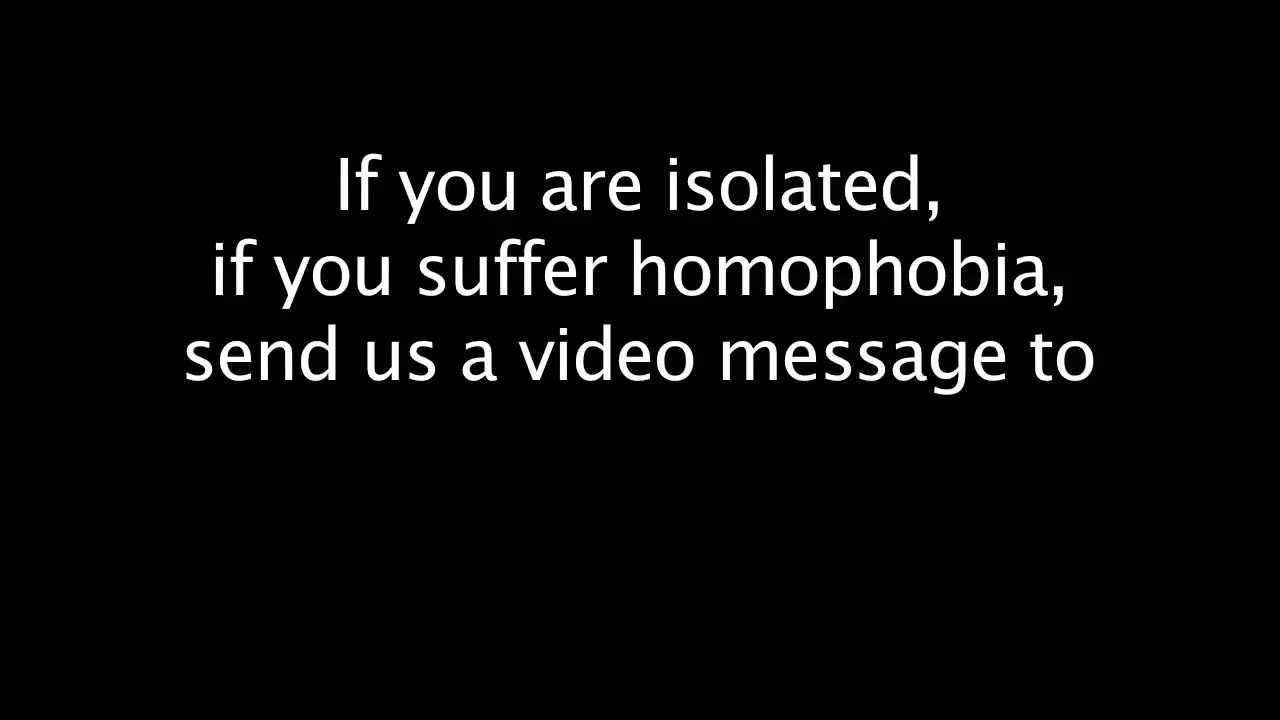 If you are isolated,
if you suffer homophobia,
send us a video message to